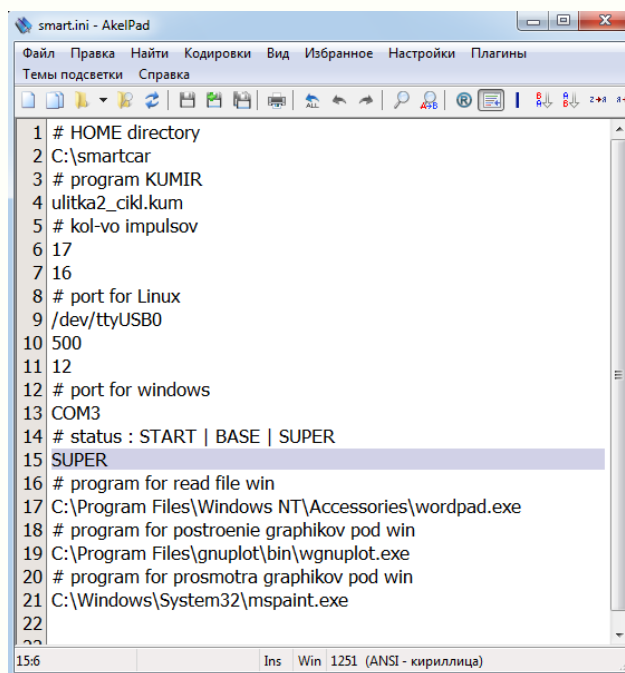 smart.ini - AkelPad
Файл Правка Найти Кодировки Вид Избранное Настройки Плагины
Темы подсветки Справка
1 # HOME directory
2 C:\smartcar
3 # program KUMIR
4 ulitka2_cikl.kum
5 # kol-vo impulsov
6 17
7 16
8 # port for Linux
9 /dev/ttyUSB0
10 500
11 12
12 # port for windows
13 COM3
14 # status : START | BASE | SUPER
15 SUPER
16 # program for read file win
17 C:\Program Files\Windows NT\Accessories\wordpad.exe
18 # program for postroenie graphikov pod win
19 C:\Program Files\gnuplot\bin\wgnuplot.exe
20 # program for prosmotra graphikov pod win
21 C:\Windows\System32\mspaint.exe
22
15:6 Ins Win 1251 (ANSI - кириллица)